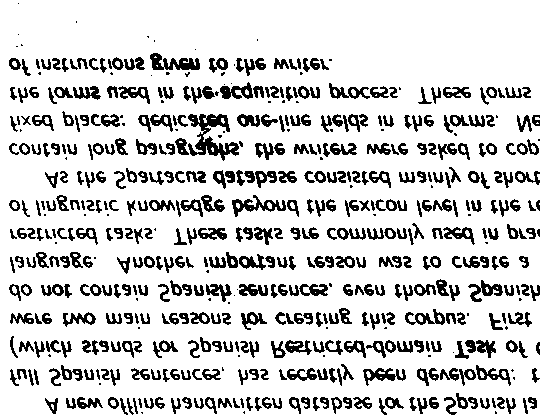 A new offline handwritten database for the Spanish la
full Spanish sentences, has recently been developed: t
(which stands for Spanish Restricted-domain Task of C
were two main reasons for creating this corpus. First
do not contain Spanish sentences, even though Spanish
language. Another important reason was to create a
restricted tasks. These tasks are commonly used in prac
of linguistic knowledge beyond the lexicon level in the re
As the Spartacus database consisted mainly of short
contain long paragraphs, the writers were asked to cop
fixed places: dedicated one-line fields in the forms. Ne
the forms used in the acquisition process. These forms
of instructions given to the writer.